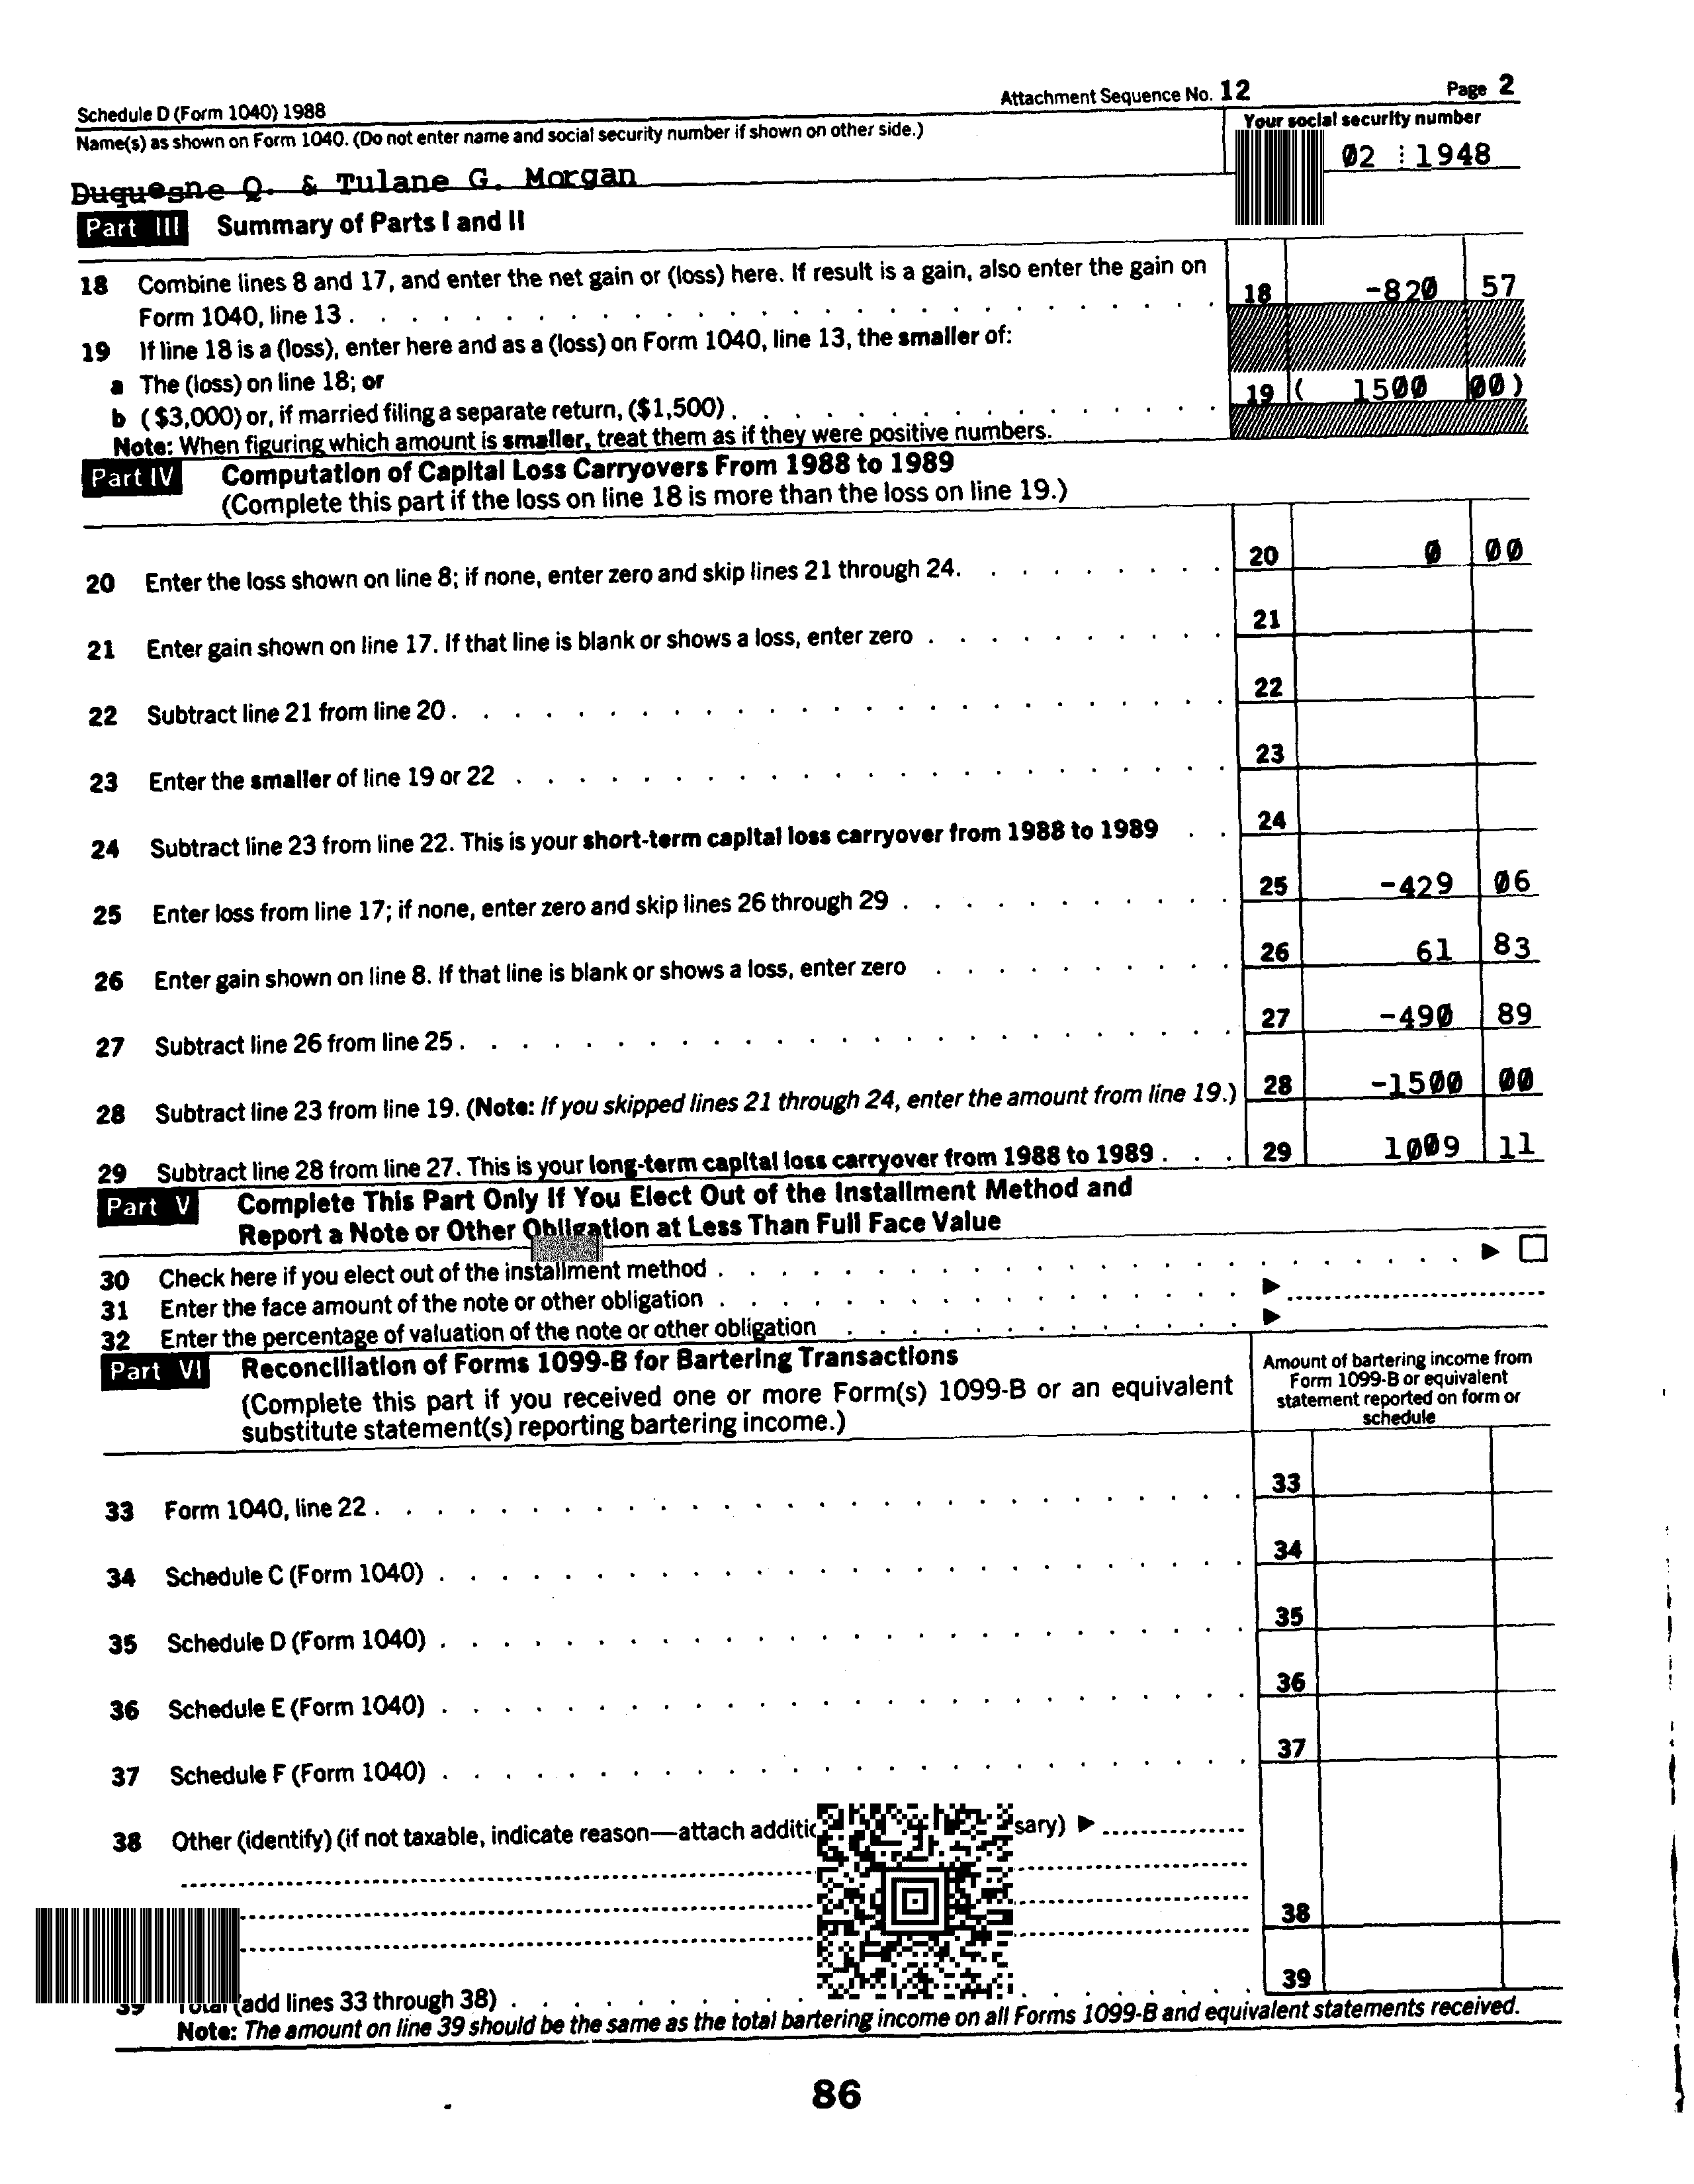 Schedule D (Form 1040) 1988 Attachment Sequence No. 12 Page 2
Name(s) as shown on Form 1040. (Do not enter name and social security number if shown on other side.) Your social security number
Duquesne Q. & Tulane G. Morgan 02 1948
Part III Summary of Parts I and II
18 Combine lines 8 and 17, and enter the net gain or (loss) here. If result is a gain, also enter the gain on
Form 1040, line 13 . . . 18 -820 57
19 If line 18 is a (loss), enter here and as a (loss) on Form 1040, line 13, the smaller of:
a The (loss) on line 18; or
b ($3,000) or, if married filing a separate return, ($1,500) . . . 19 ( 1500 00 )
Note: When figuring which amount is smaller, treat them as if they were positive numbers.
Part IV Computation of Capital Loss Carryovers From 1988 to 1989
(Complete this part if the loss on line 18 is more than the loss on line 19.)
20 Enter the loss shown on line 8; if none, enter zero and skip lines 21 through 24. . . . 20 0 00
21 Enter gain shown on line 17. If that line is blank or shows a loss, enter zero . . . 21
22 Subtract line 21 from line 20 . . . 22
23 Enter the smaller of line 19 or 22 . . . 23
24 Subtract line 23 from line 22. This is your short-term capital loss carryover from 1988 to 1989 . . 24
25 Enter loss from line 17; if none, enter zero and skip lines 26 through 29 . . . 25 -429 06
26 Enter gain shown on line 8. If that line is blank or shows a loss, enter zero . . . 26 61 83
27 Subtract line 26 from line 25 . . . 27 -490 89
28 Subtract line 23 from line 19. (Note: If you skipped lines 21 through 24, enter the amount from line 19.) 28 -1500 00
29 Subtract line 28 from line 27. This is your long-term capital loss carryover from 1988 to 1989 . . . 29 1009 11
Part V Complete This Part Only If You Elect Out of the Installment Method and
Report a Note or Other Obligation at Less Than Full Face Value
30 Check here if you elect out of the installment method . . . ▶ ☐
31 Enter the face amount of the note or other obligation . . . ▶
32 Enter the percentage of valuation of the note or other obligation . . . ▶
Part VI Reconciliation of Forms 1099-B for Bartering Transactions
(Complete this part if you received one or more Form(s) 1099-B or an equivalent
substitute statement(s) reporting bartering income.)
Amount of bartering income from
Form 1099-B or equivalent
statement reported on form or
schedule
33 Form 1040, line 22 . . . 33
34 Schedule C (Form 1040) . . . 34
35 Schedule D (Form 1040) . . . 35
36 Schedule E (Form 1040) . . . 36
37 Schedule F (Form 1040) . . . 37
38 Other (identify) (if not taxable, indicate reason—attach ▶
38
39 Total (add lines 33 through 38) . . . 39
Note: The amount on line 39 should be the same as the total bartering income on all Forms 1099-B and equivalent statements received.
86